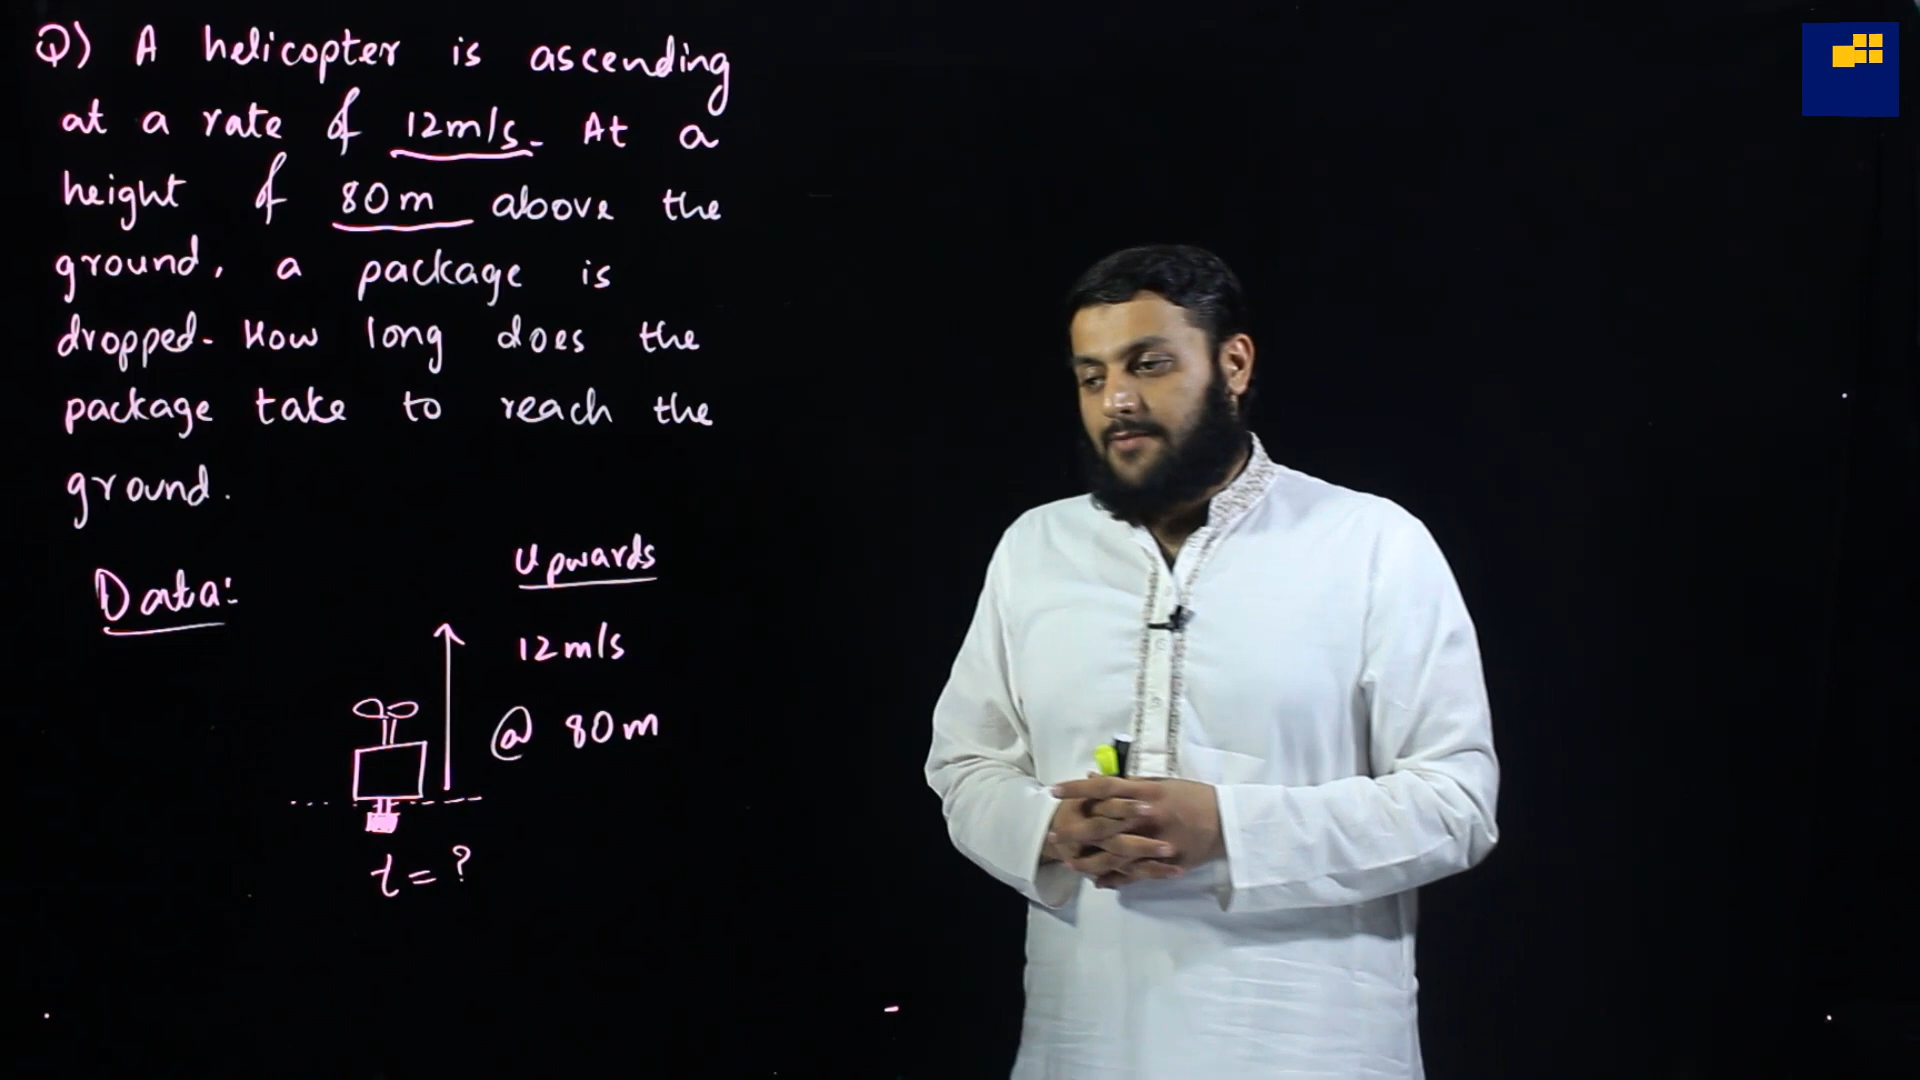 Q) A helicopter is ascending
at a rate of 12m/s. At a
height of 80m above the
ground, a package is
dropped. How long does the
package take to reach the
ground.
Data:
Upwards
12m/s
@ 80m
t = ?